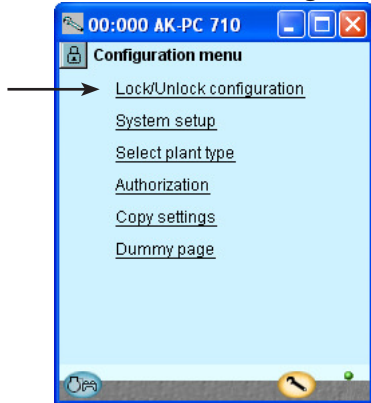 00:000 AK-PC 710
Configuration menu
Lock/Unlock configuration
System setup
Select plant type
Authorization
Copy settings
Dummy page